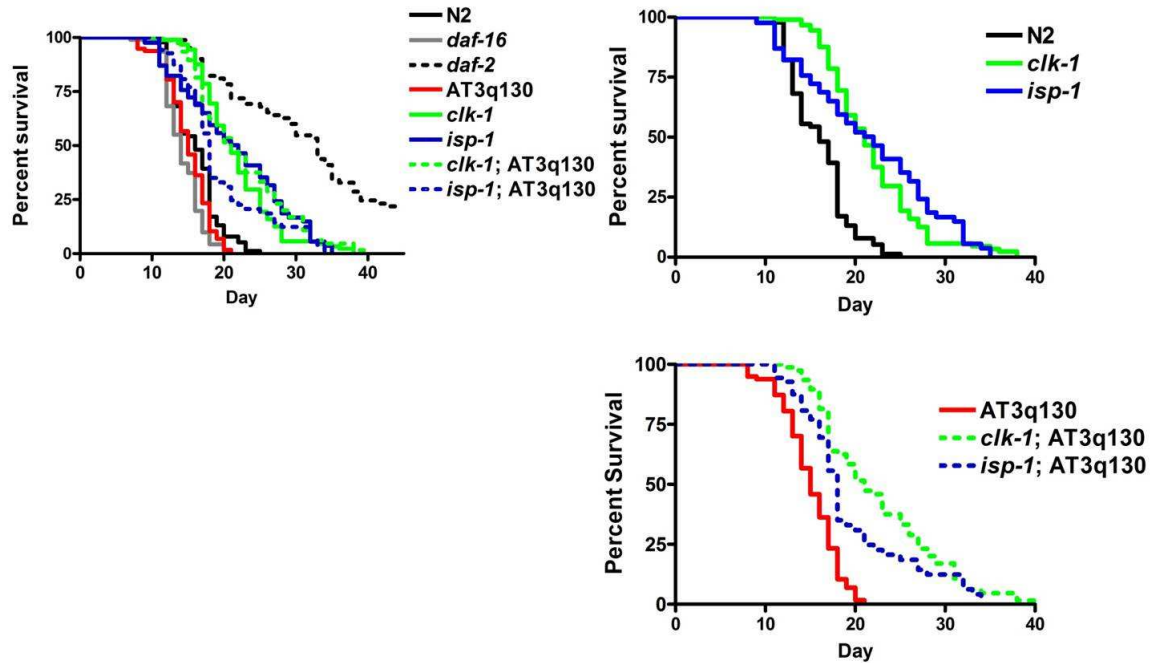 N2
daf-16
daf-2
AT3q130
clk-1
isp-1
clk-1; AT3q130
isp-1; AT3q130
Percent survival
100
75
50
25
0
0 10 20 30 40
Day
N2
clk-1
isp-1
Percent survival
100
75
50
25
0
0 10 20 30 40
Day
AT3q130
clk-1; AT3q130
isp-1; AT3q130
Percent Survival
100
75
50
25
0
0 10 20 30 40
Day